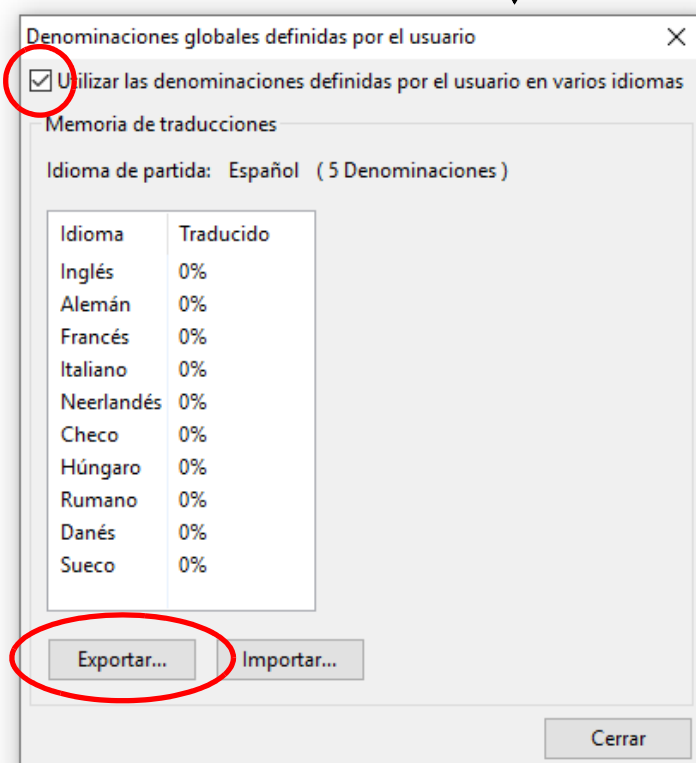 Denominaciones globales definidas por el usuario
Utilizar las denominaciones definidas por el usuario en varios idiomas
Memoria de traducciones
Idioma de partida: Español ( 5 Denominaciones )
Idioma Traducido
Inglés 0%
Alemán 0%
Francés 0%
Italiano 0%
Neerlandés 0%
Checo 0%
Húngaro 0%
Rumano 0%
Danés 0%
Sueco 0%
Exportar... Importar...
Cerrar